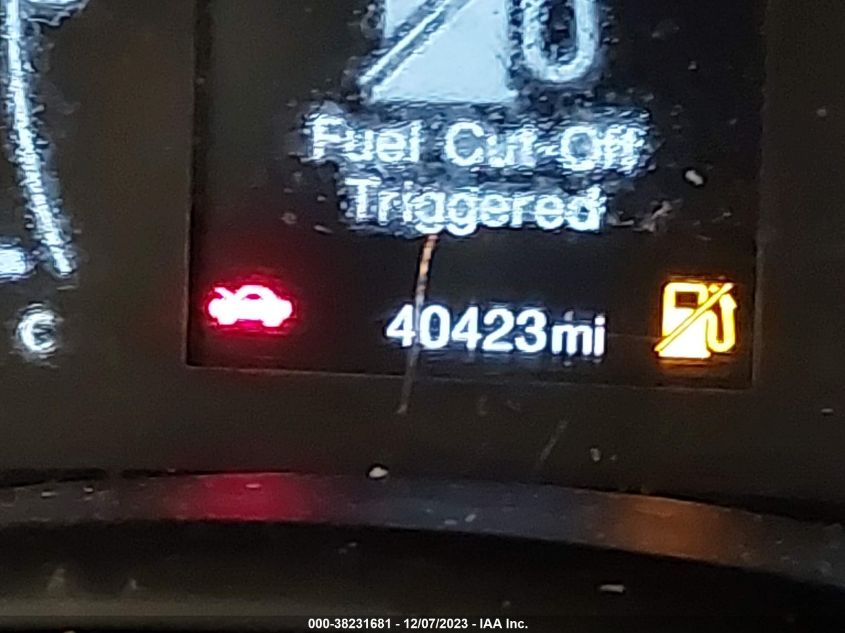 Fuel Cut-Off
Triggered
40423mi
C
000-38231681 - 12/07/2023 - IAA Inc.